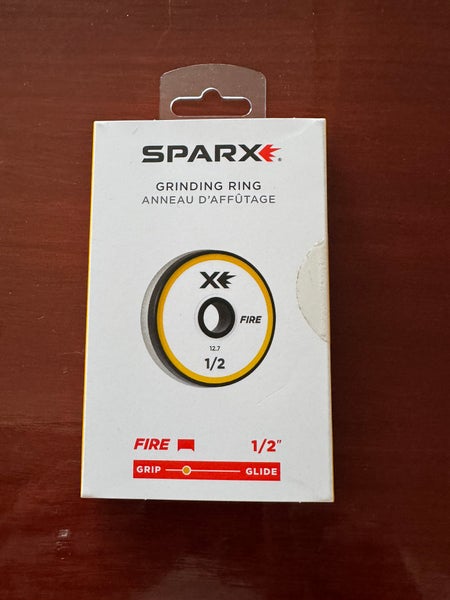 SPARX®
GRINDING RING
ANNEAU D'AFFÛTAGE
X
FIRE
12.7
1/2
FIRE 1/2"
GRIP GLIDE